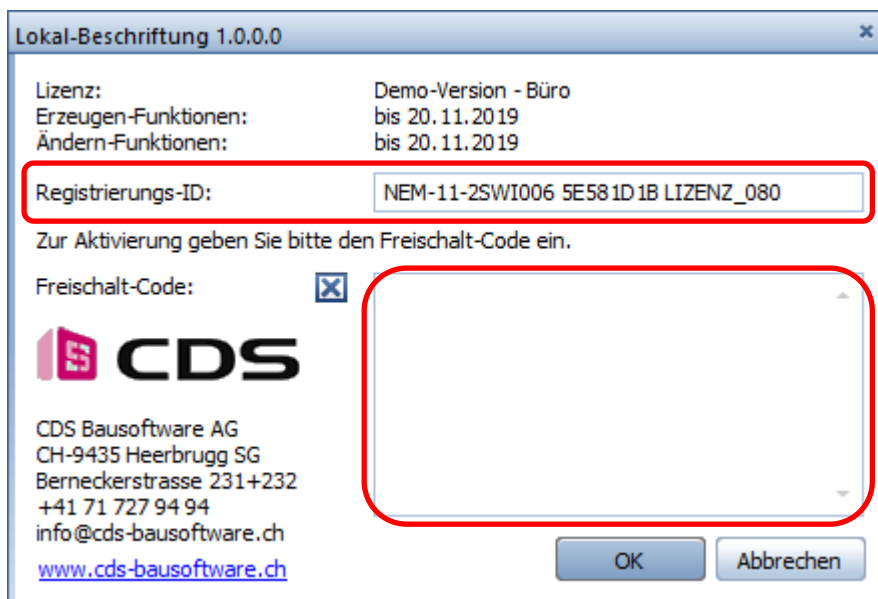 Lokal-Beschriftung 1.0.0.0
Lizenz: Demo-Version - Büro
Erzeugen-Funktionen: bis 20.11.2019
Ändern-Funktionen: bis 20.11.2019
Registrierungs-ID: NEM-11-2SWI006 5E581D1B LIZENZ_080
Zur Aktivierung geben Sie bitte den Freischalt-Code ein.
Freischalt-Code:
CDS
CDS Bausoftware AG
CH-9435 Heerbrugg SG
Berneckerstrasse 231+232
+41 71 727 94 94
info@cds-bausoftware.ch
www.cds-bausoftware.ch
OK Abbrechen